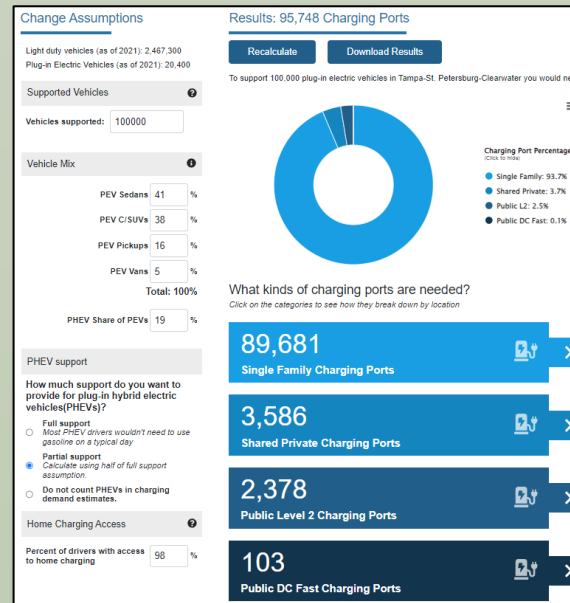 Change Assumptions
Light duty vehicles (as of 2021): 2,467,300
Plug-in Electric Vehicles (as of 2021): 20,400
Supported Vehicles
Vehicles supported: 100000
Vehicle Mix
PEV Sedans 41 %
PEV C/SUVs 38 %
PEV Pickups 16 %
PEV Vans 5 %
Total: 100%
PHEV Share of PEVs 19 %
PHEV support
How much support do you want to
provide for plug-in hybrid electric
vehicles(PHEVs)?
Full support
Most PHEV drivers wouldn't need to use
gasoline on a typical day
Partial support
Calculate using half of full support
assumption.
Do not count PHEVs in charging
demand estimates.
Home Charging Access
Percent of drivers with access
to home charging
98 %
Results: 95,748 Charging Ports
Recalculate
Download Results
To support 100,000 plug-in electric vehicles in Tampa-St. Petersburg-Clearwater you would
Charging Port Percentage
(Click to hide)
Single Family: 93.7%
Shared Private: 3.7%
Public L2: 2.5%
Public DC Fast: 0.1%
What kinds of charging ports are needed?
Click on the categories to see how they break down by location
89,681
Single Family Charging Ports
3,586
Shared Private Charging Ports
2,378
Public Level 2 Charging Ports
103
Public DC Fast Charging Ports